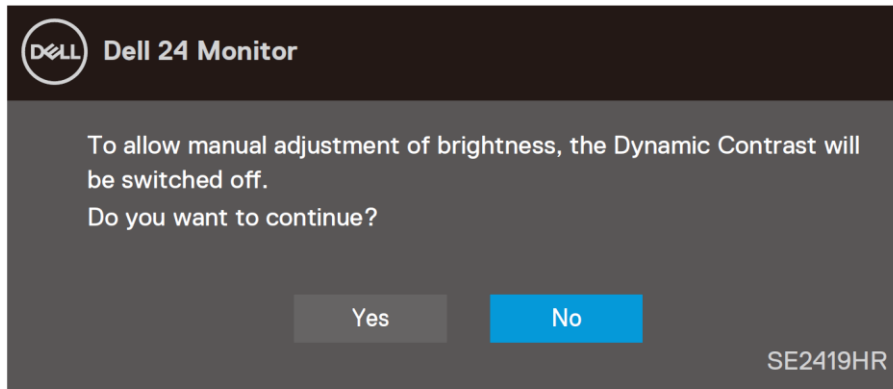 DELL Dell 24 Monitor
To allow manual adjustment of brightness, the Dynamic Contrast will
be switched off.
Do you want to continue?
Yes No
SE2419HR